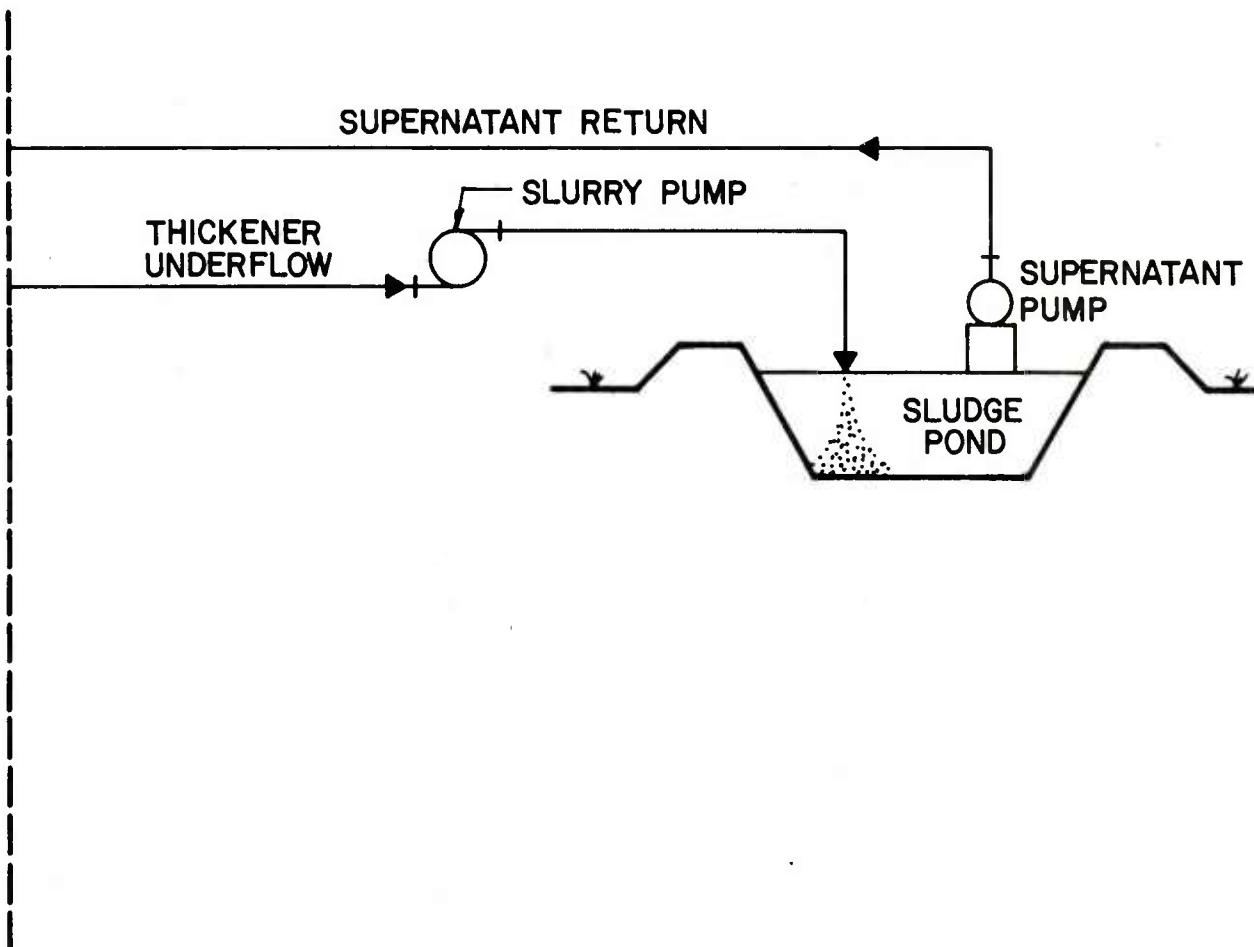 SUPERNATANT RETURN
SLURRY PUMP
THICKENER
UNDERFLOW
SUPERNATANT
PUMP
SLUDGE
POND